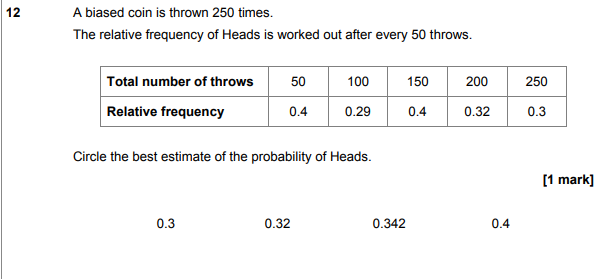 12 A biased coin is thrown 250 times.
The relative frequency of Heads is worked out after every 50 throws.
Total number of throws 50 100 150 200 250
Relative frequency 0.4 0.29 0.4 0.32 0.3
Circle the best estimate of the probability of Heads.
[1 mark]
0.3 0.32 0.342 0.4